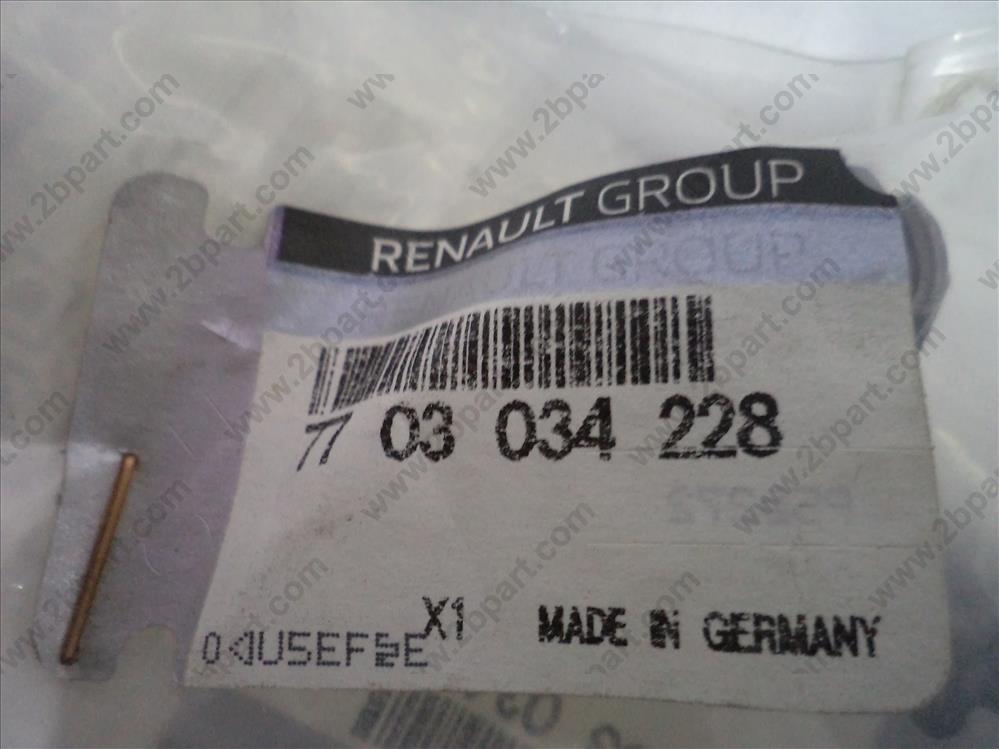 RENAULT GROUP
77 03 034 228
X1
MADE IN GERMANY
www.2bpart.com